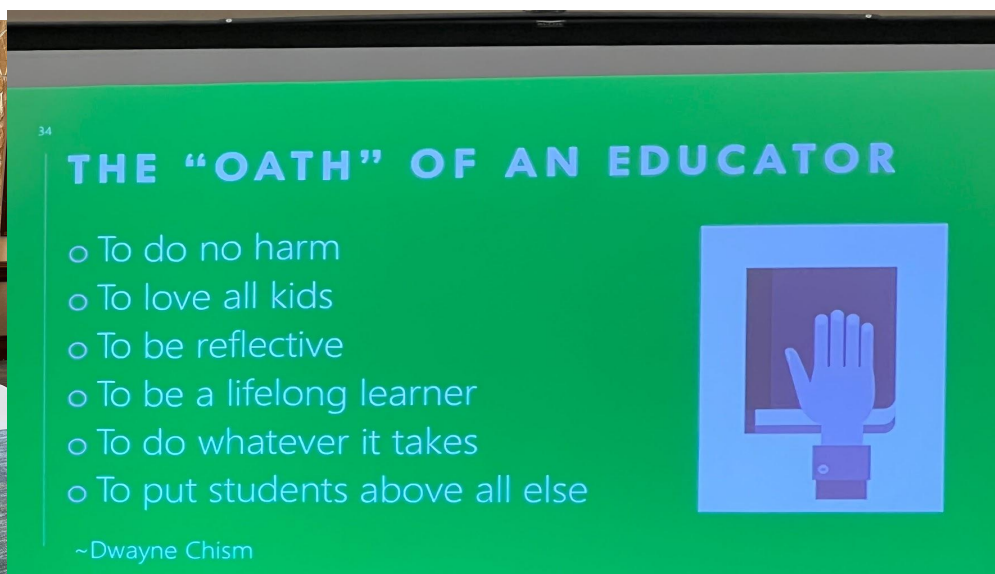 34
THE “OATH” OF AN EDUCATOR
o To do no harm
o To love all kids
o To be reflective
o To be a lifelong learner
o To do whatever it takes
o To put students above all else
~Dwayne Chism